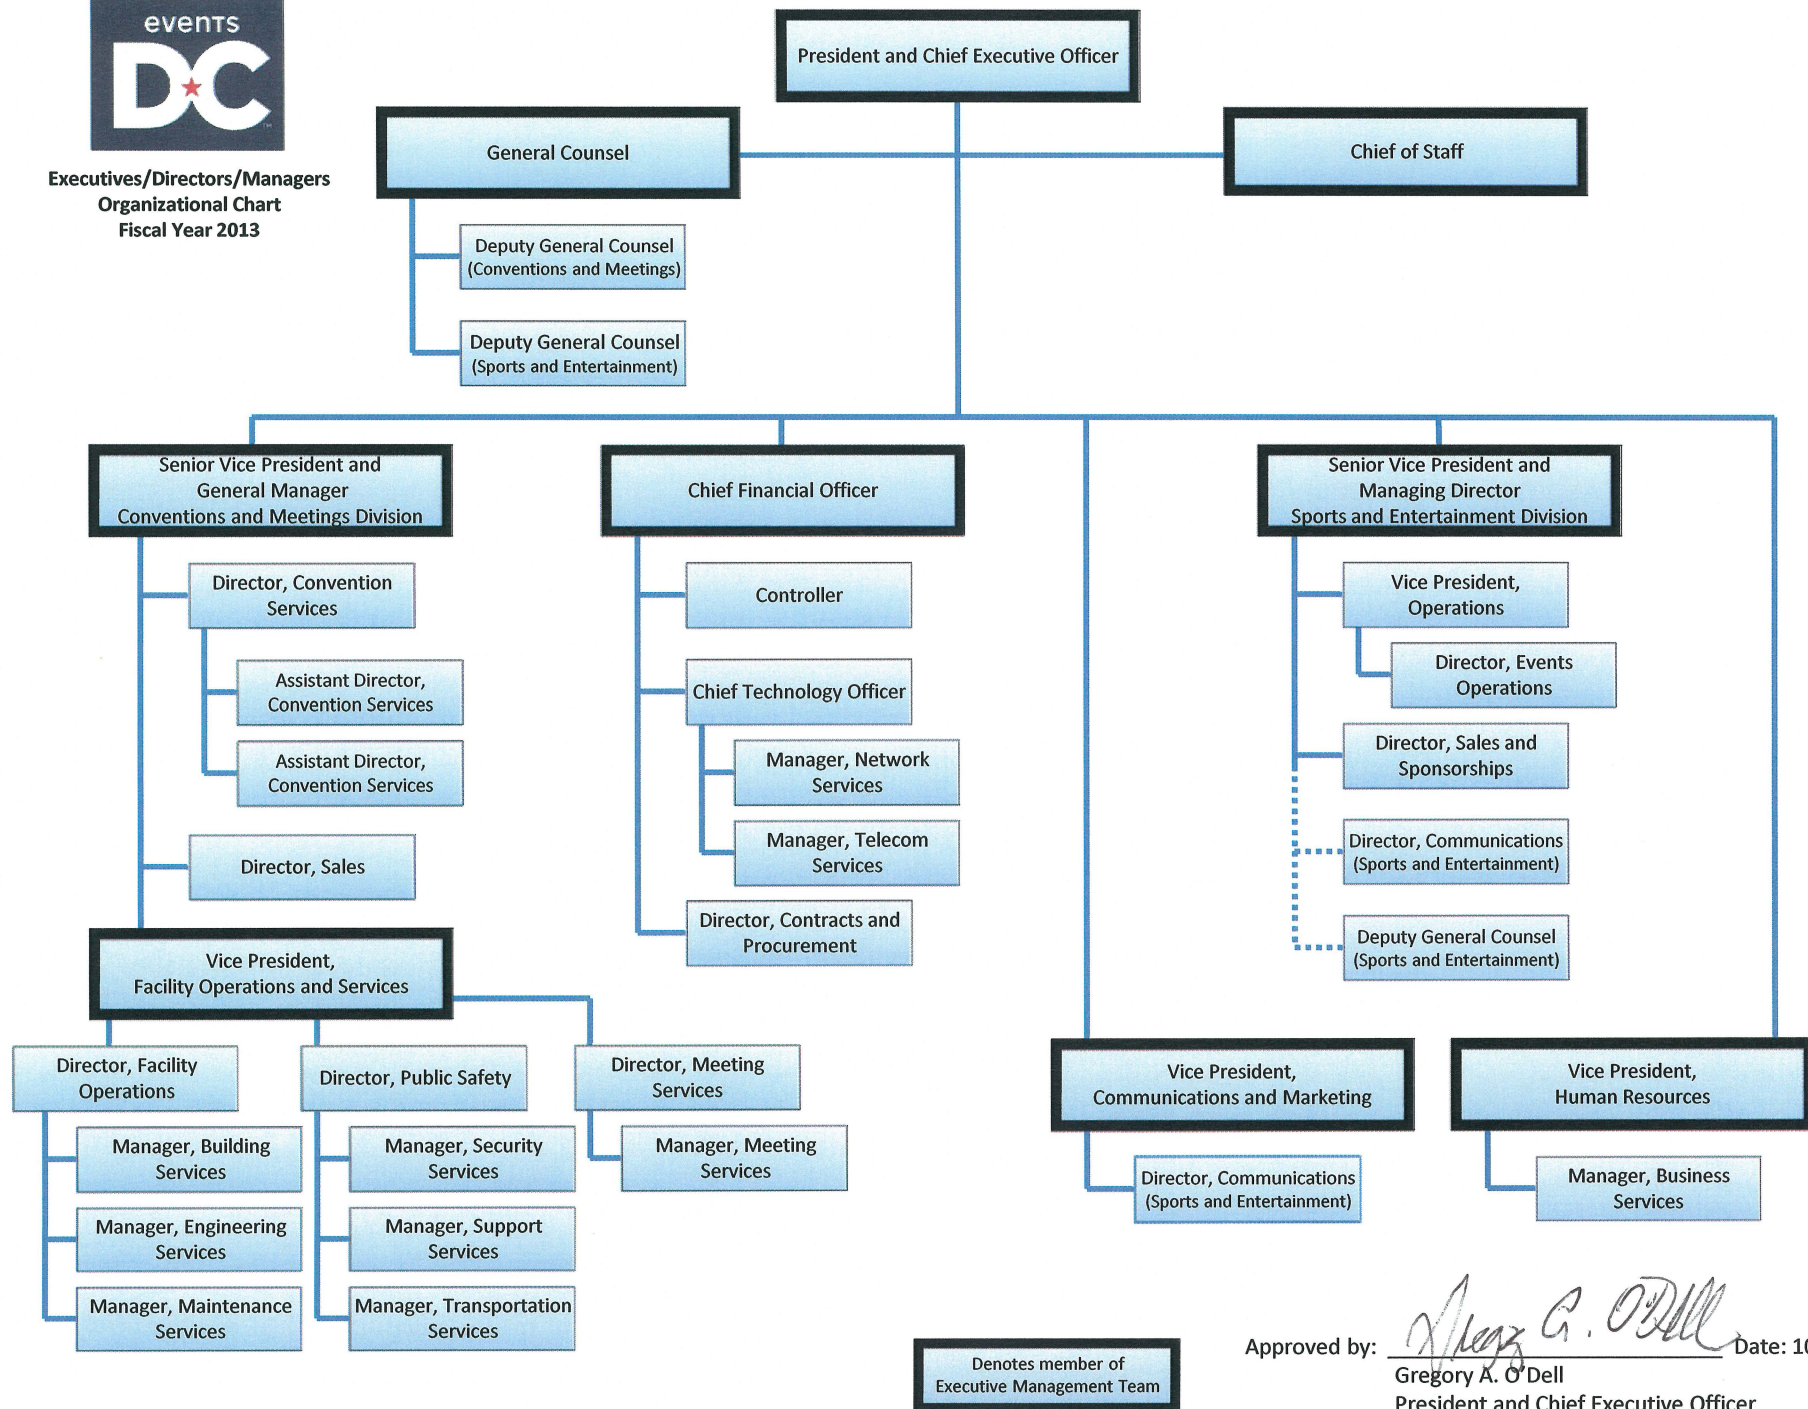 events
DC
Executives/Directors/Managers
Organizational Chart
Fiscal Year 2013
President and Chief Executive Officer
General Counsel
Chief of Staff
Deputy General Counsel
(Conventions and Meetings)
Deputy General Counsel
(Sports and Entertainment)
Senior Vice President and
General Manager
Conventions and Meetings Division
Director, Convention
Services
Assistant Director,
Convention Services
Assistant Director,
Convention Services
Director, Sales
Vice President,
Facility Operations and Services
Director, Facility
Operations
Manager, Building
Services
Manager, Engineering
Services
Manager, Maintenance
Services
Director, Public Safety
Manager, Security
Services
Manager, Support
Services
Manager, Transportation
Services
Director, Meeting
Services
Manager, Meeting
Services
Chief Financial Officer
Controller
Chief Technology Officer
Manager, Network
Services
Manager, Telecom
Services
Director, Contracts and
Procurement
Senior Vice President and
Managing Director
Sports and Entertainment Division
Vice President,
Operations
Director, Events
Operations
Director, Sales and
Sponsorships
Director, Communications
(Sports and Entertainment)
Deputy General Counsel
(Sports and Entertainment)
Vice President,
Communications and Marketing
Director, Communications
(Sports and Entertainment)
Vice President,
Human Resources
Manager, Business
Services
Denotes member of
Executive Management Team
Approved by: Gregory A. O'Dell Date: 10
Gregory A. O'Dell
President and Chief Executive Officer